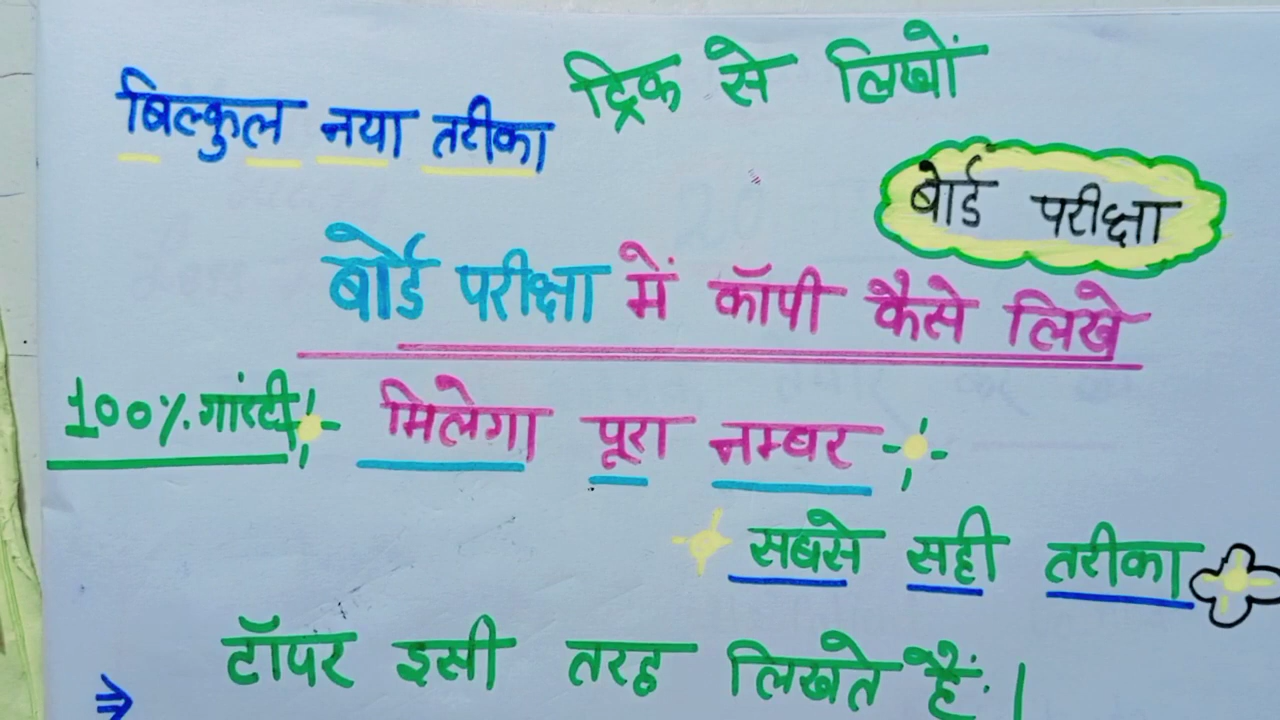 ट्रिक से लिखों
बिल्कुल नया तरीका
बोर्ड परीक्षा
बोर्ड परीक्षा में कॉपी कैसे लिखे
100% गारंटी मिलेगा पूरा नम्बर
सबसे सही तरीका
टॉपर इसी तरह लिखते हैं।
⇒